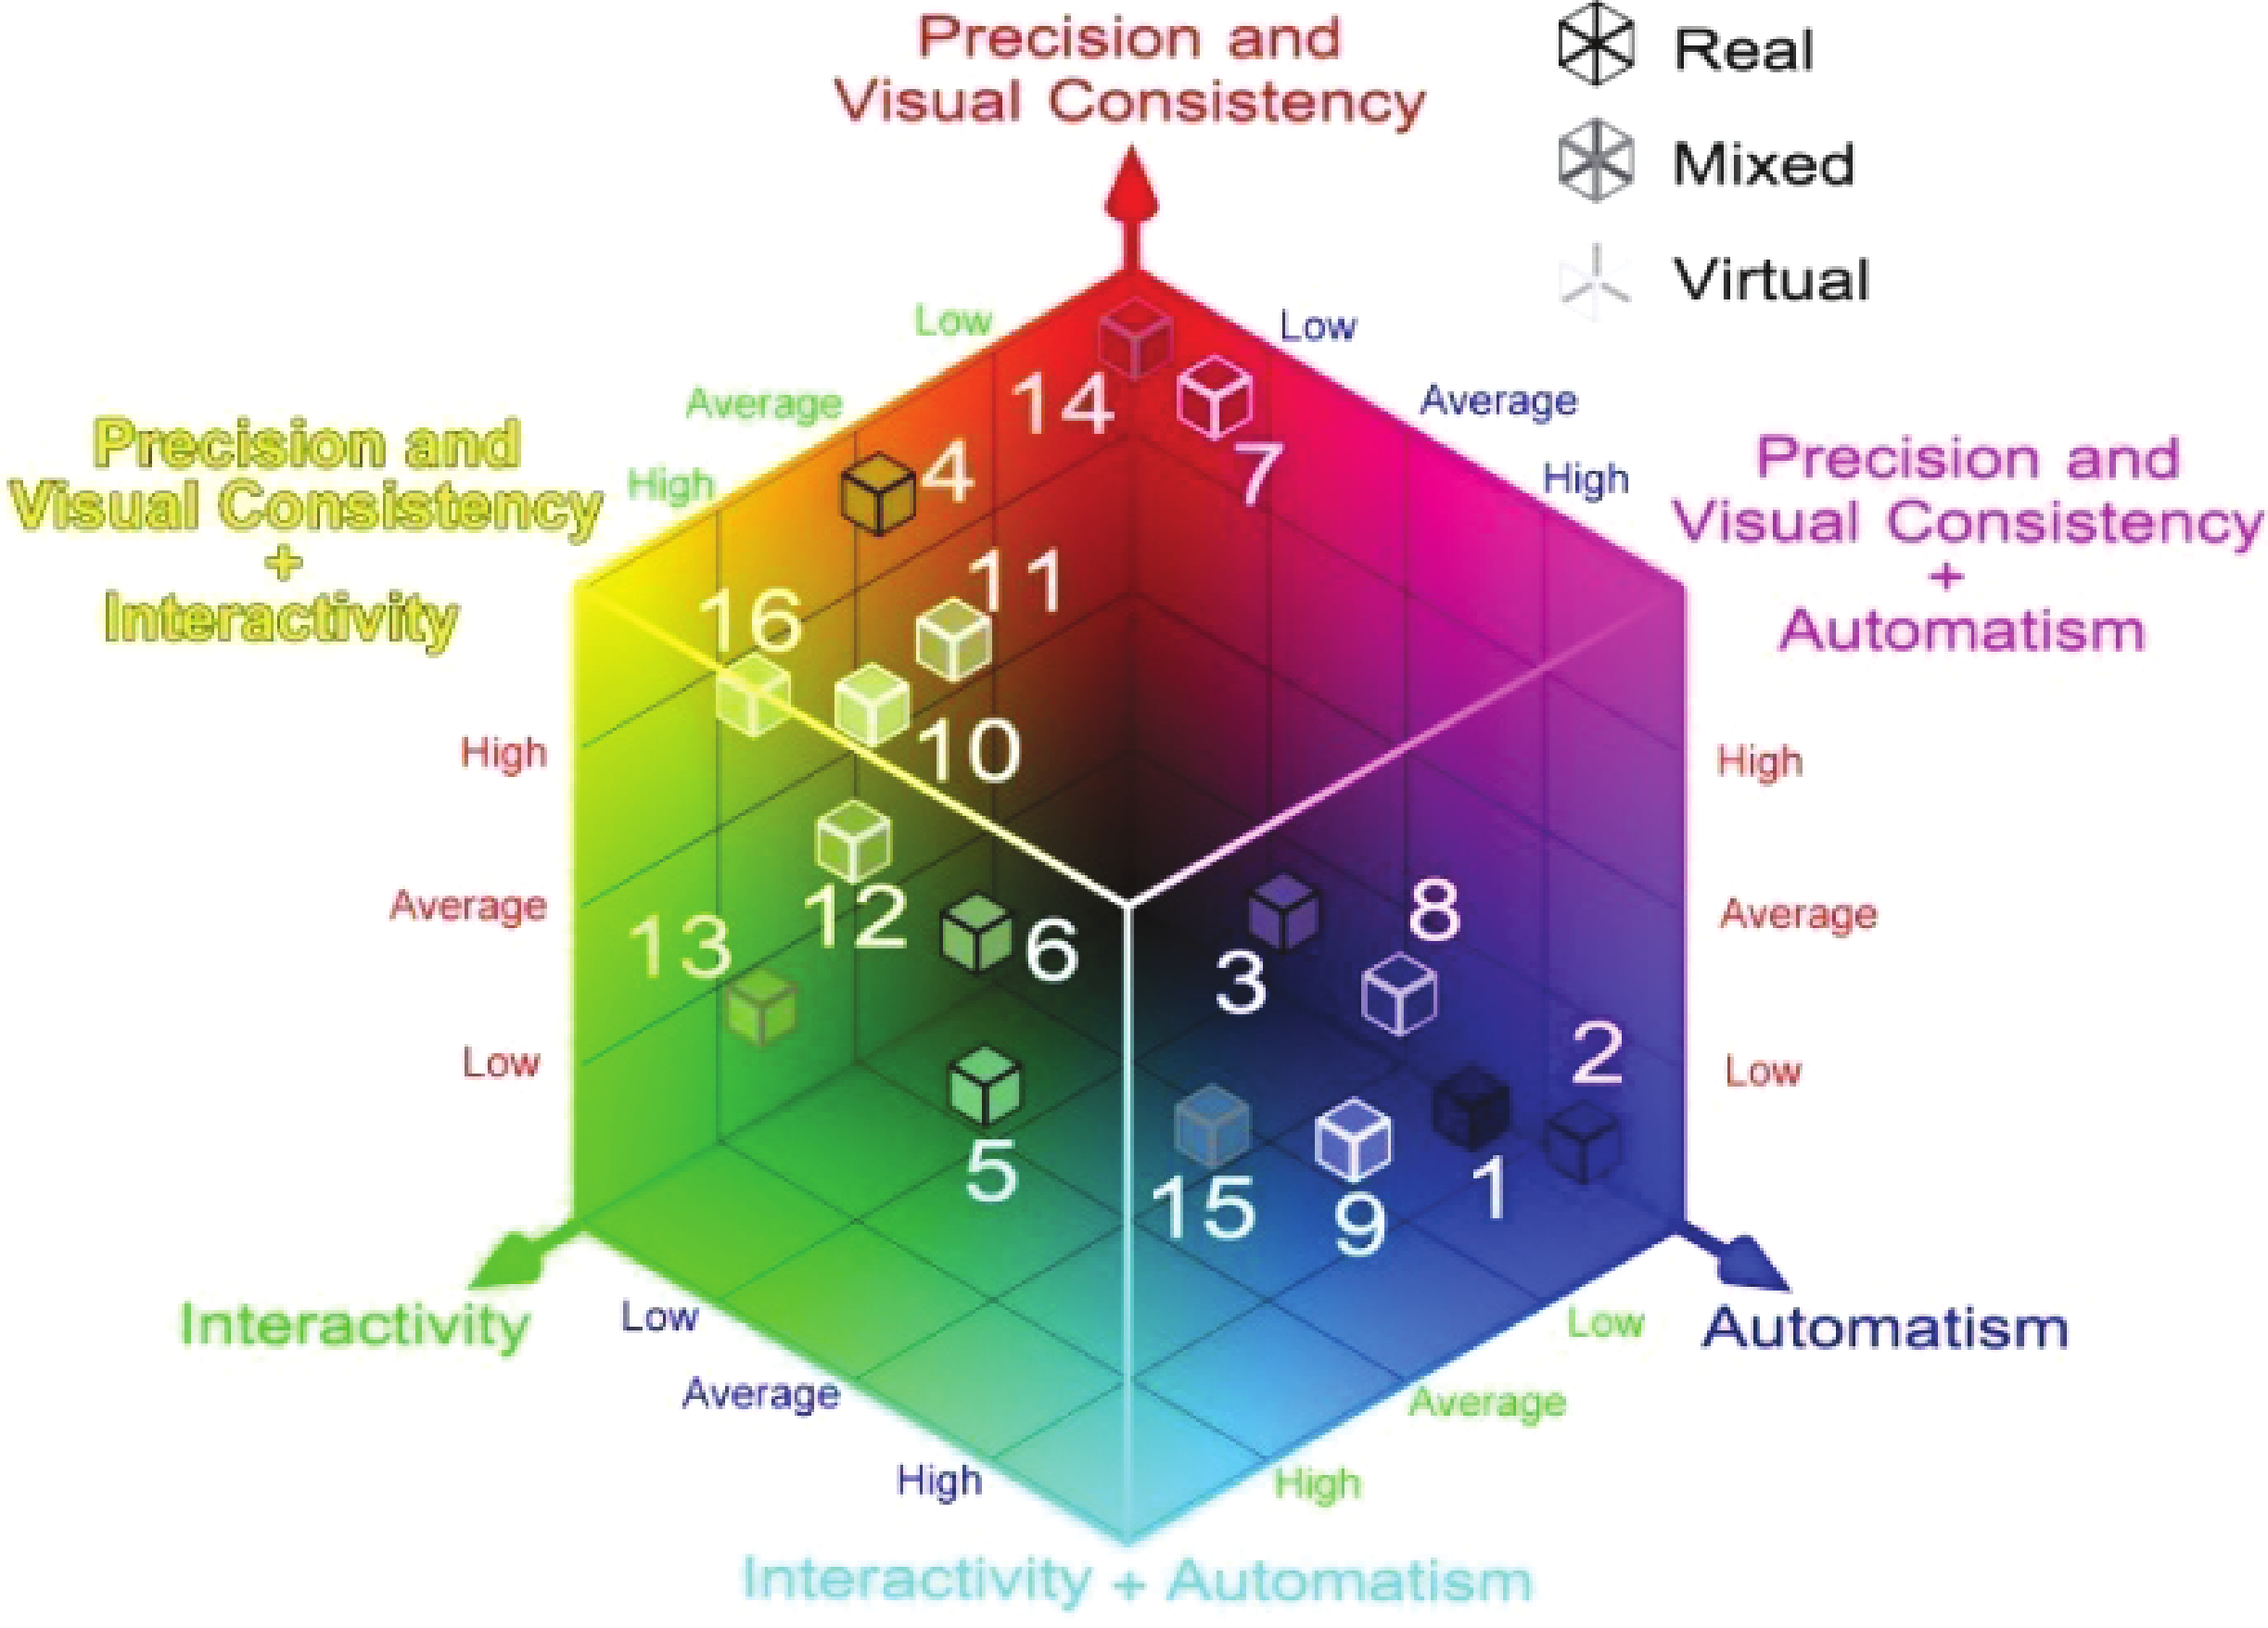 Precision and
Visual Consistency
Real
Mixed
Virtual
Low
Low
Average
14
Average
7
Precision and
Visual Consistency
+
Interactivity
High
4
High
Precision and
Visual Consistency
+
Automatism
11
16
10
High
High
12
8
Average
Average
13
6
3
2
Low
Low
5
15
9
1
Interactivity
Low
Low
Automatism
Average
Average
High
High
Interactivity + Automatism